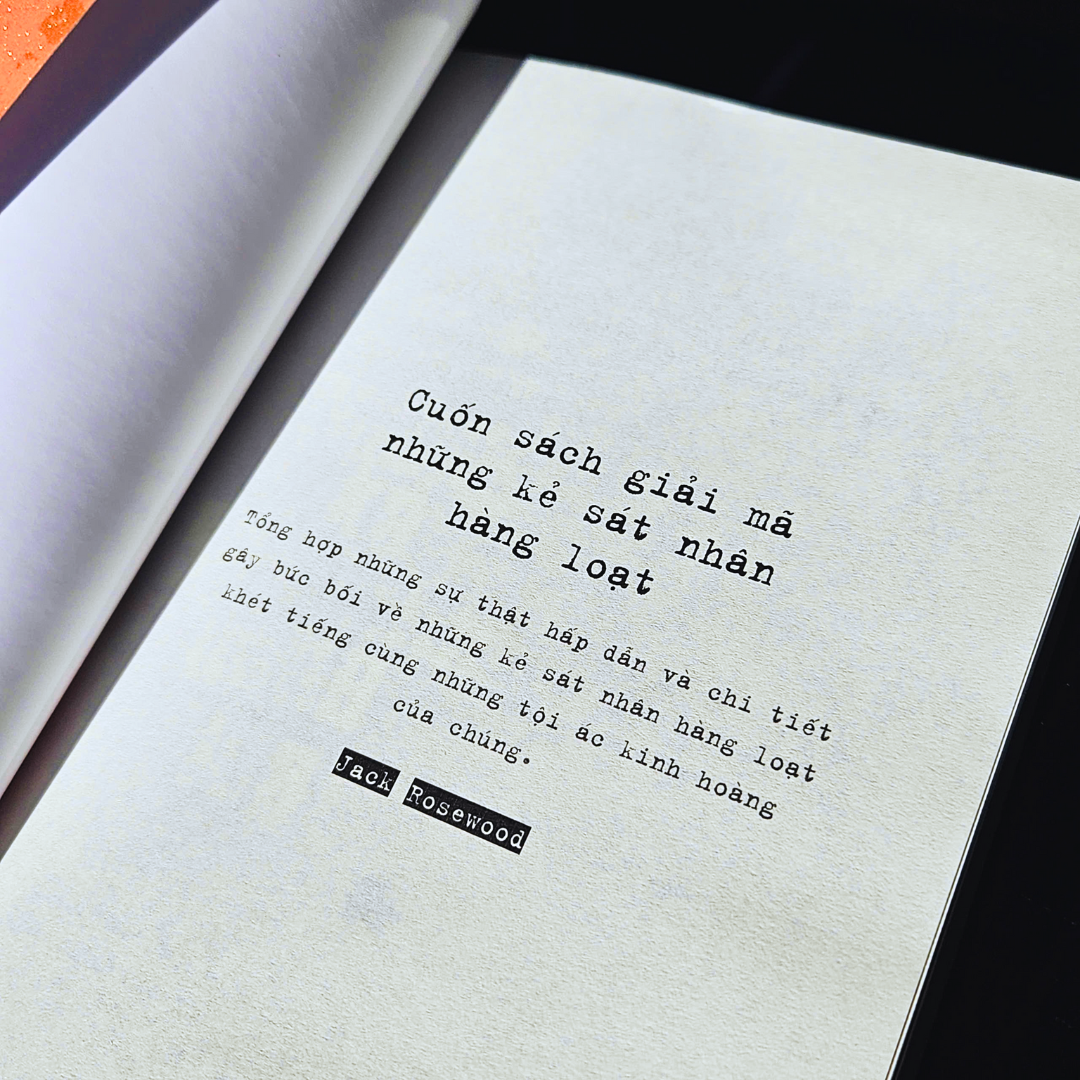 Cuốn sách giải mã
những kẻ sát nhân
hàng loạt
Tổng hợp những sự thật hấp dẫn và chi tiết
gây bức bối về những kẻ sát nhân hàng loạt
khét tiếng cùng những tội ác kinh hoàng
của chúng.
Jack Rosewood